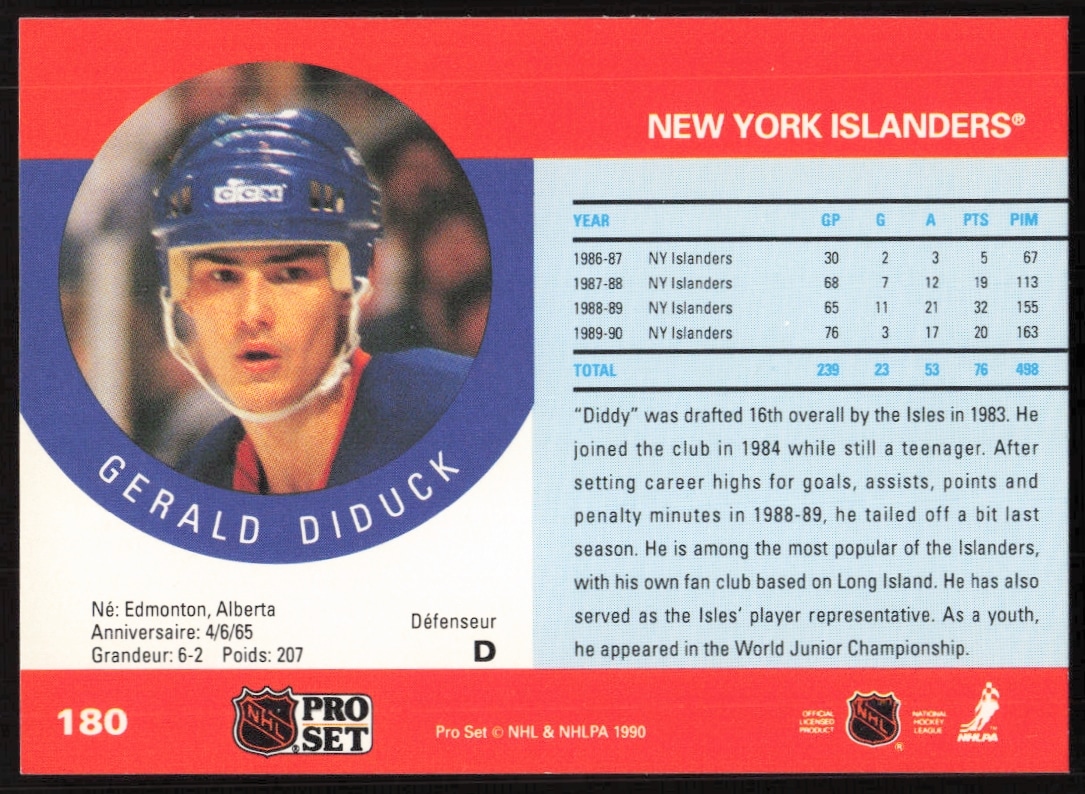 NEW YORK ISLANDERS®
CCM
GERALD DIDUCK
Né: Edmonton, Alberta
Anniversaire: 4/6/65
Grandeur: 6-2 Poids: 207
Défenseur
D
YEAR GP G A PTS PIM
1986-87 NY Islanders 30 2 3 5 67
1987-88 NY Islanders 68 7 12 19 113
1988-89 NY Islanders 65 11 21 32 155
1989-90 NY Islanders 76 3 17 20 163
TOTAL 239 23 53 76 498
“Diddy” was drafted 16th overall by the Isles in 1983. He
joined the club in 1984 while still a teenager. After
setting career highs for goals, assists, points and
penalty minutes in 1988-89, he tailed off a bit last
season. He is among the most popular of the Islanders,
with his own fan club based on Long Island. He has also
served as the Isles’ player representative. As a youth,
he appeared in the World Junior Championship.
180
NHL
PRO
SET
®
Pro Set © NHL & NHLPA 1990
OFFICIAL
LICENSED
PRODUCT
NHL
®
NATIONAL
HOCKEY
LEAGUE
™
NHLPA